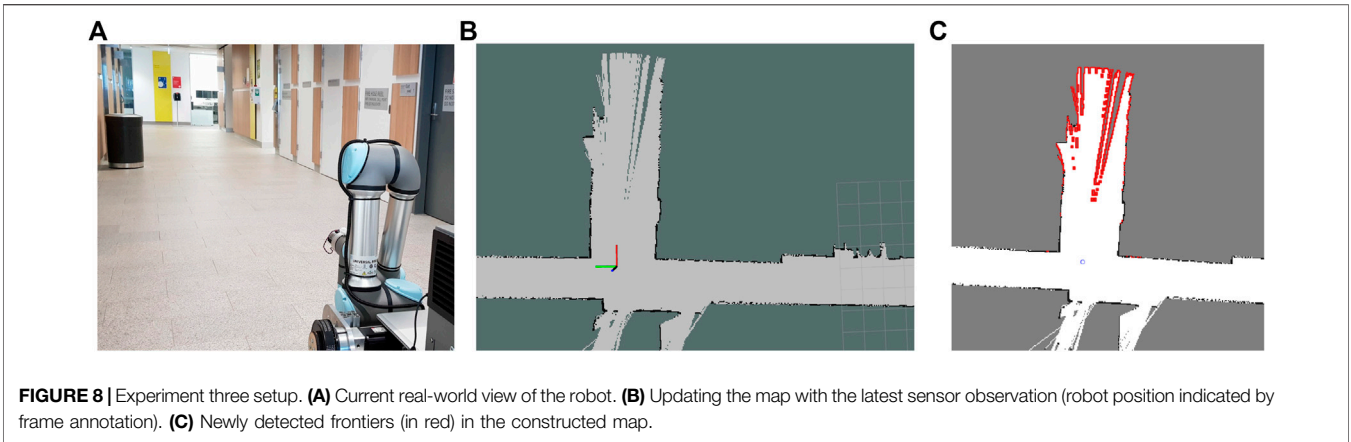 A
B
C
FIGURE 8 | Experiment three setup. (A) Current real-world view of the robot. (B) Updating the map with the latest sensor observation (robot position indicated by
frame annotation). (C) Newly detected frontiers (in red) in the constructed map.